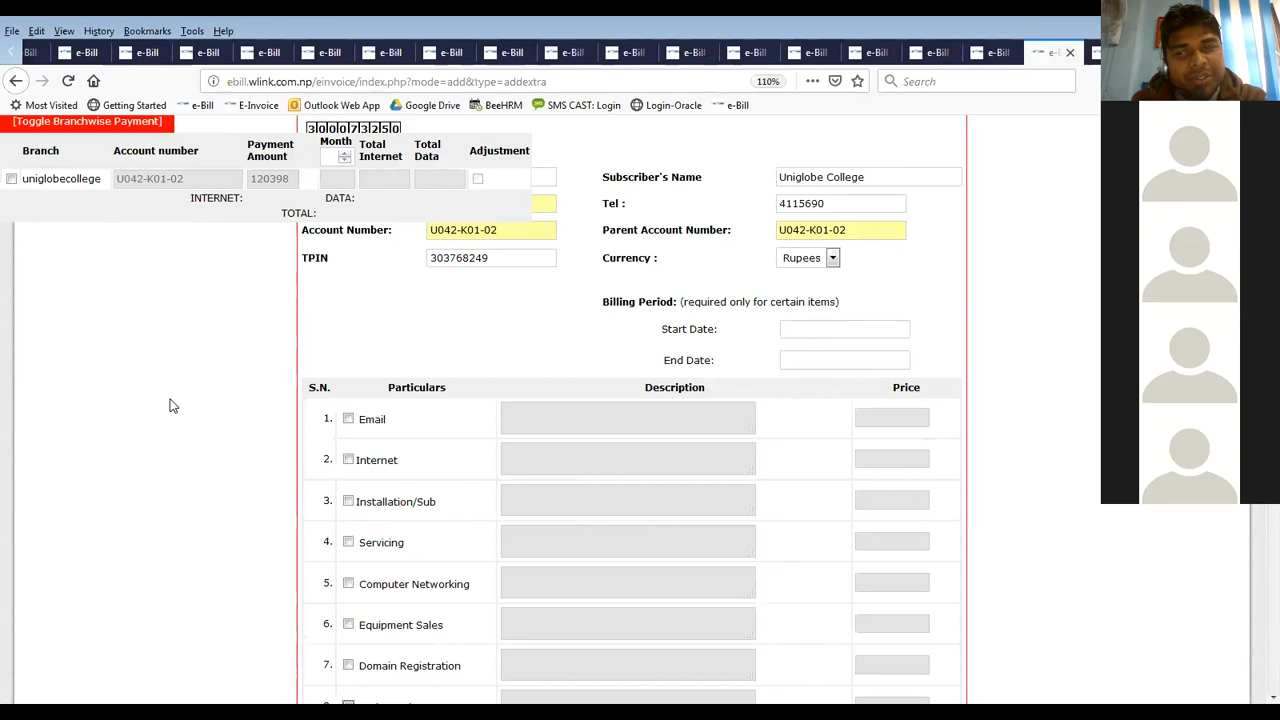 File Edit View History Bookmarks Tools Help
Bill e-Bill e-Bill e-Bill e-Bill e-Bill e-Bill e-Bill e-Bill e-Bill e-Bill e-Bill e-Bill e-Bill e-Bill e-Bill e-
ebill.wlink.com.np/einvoice/index.php?mode=add&type=addextra 110% Search
Most Visited Getting Started e-Bill E-Invoice Outlook Web App Google Drive BeeHRM SMS CAST: Login Login-Oracle e-Bill
[Toggle Branchwise Payment] 300073250
Branch Account number Payment Amount Month Total Internet Total Data Adjustment
uniglobecollege U042-K01-02 120398
INTERNET: DATA:
TOTAL:
Subscriber's Name Uniglobe College
Tel : 4115690
Account Number: U042-K01-02 Parent Account Number: U042-K01-02
TPIN 303768249 Currency : Rupees
Billing Period: (required only for certain items)
Start Date:
End Date:
S.N. Particulars Description Price
1. Email
2. Internet
3. Installation/Sub
4. Servicing
5. Computer Networking
6. Equipment Sales
7. Domain Registration